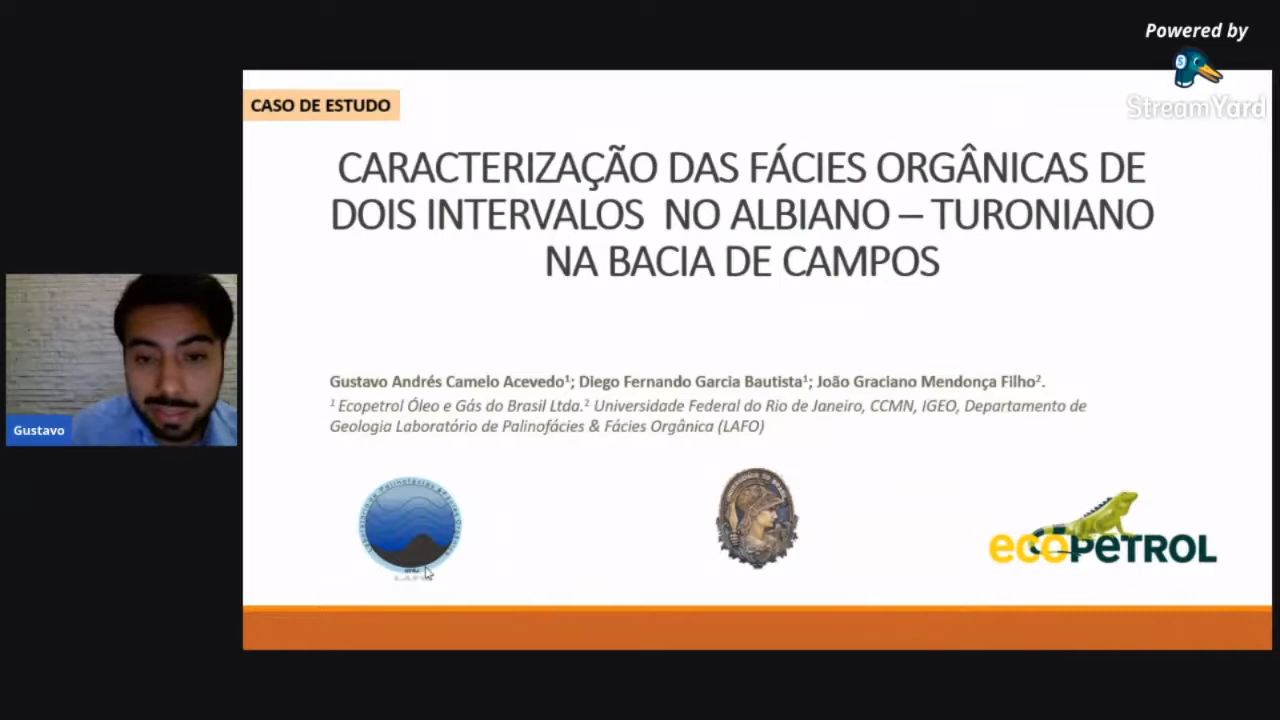 Powered by
StreamYard
CASO DE ESTUDO
CARACTERIZAÇÃO DAS FÁCIES ORGÂNICAS DE
DOIS INTERVALOS NO ALBIANO – TURONIANO
NA BACIA DE CAMPOS
Gustavo Andrés Camelo Acevedo¹; Diego Fernando Garcia Bautista¹; João Graciano Mendonça Filho².
¹ Ecopetrol Óleo e Gás do Brasil Ltda.² Universidade Federal do Rio de Janeiro, CCMN, IGEO, Departamento de
Geologia Laboratório de Palinofácies & Fácies Orgânica (LAFO)
Gustavo
ecoPETROL